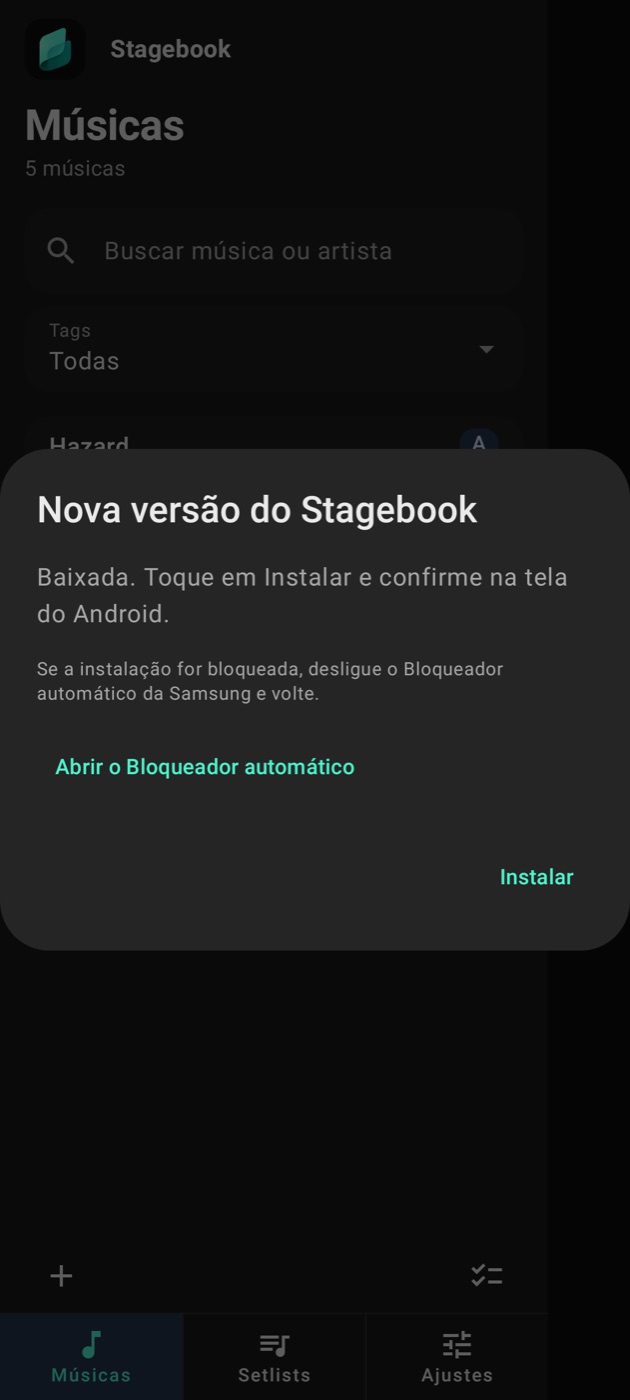 Stagebook
Músicas
5 músicas
Buscar música ou artista
Tags
Todas
Hazard
A
Nova versão do Stagebook
Baixada. Toque em Instalar e confirme na tela
do Android.
Se a instalação for bloqueada, desligue o Bloqueador
automático da Samsung e volte.
Abrir o Bloqueador automático
Instalar
Músicas
Setlists
Ajustes